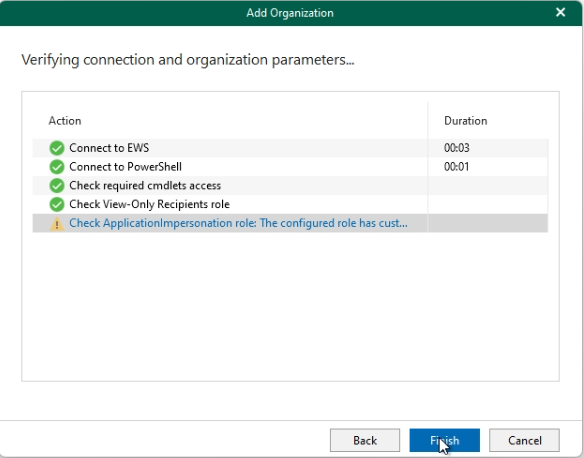 Add Organization
Verifying connection and organization parameters...
Action Duration
Connect to EWS 00:03
Connect to PowerShell 00:01
Check required cmdlets access
Check View-Only Recipients role
Check ApplicationImpersonation role: The configured role has cust...
Back Finish Cancel